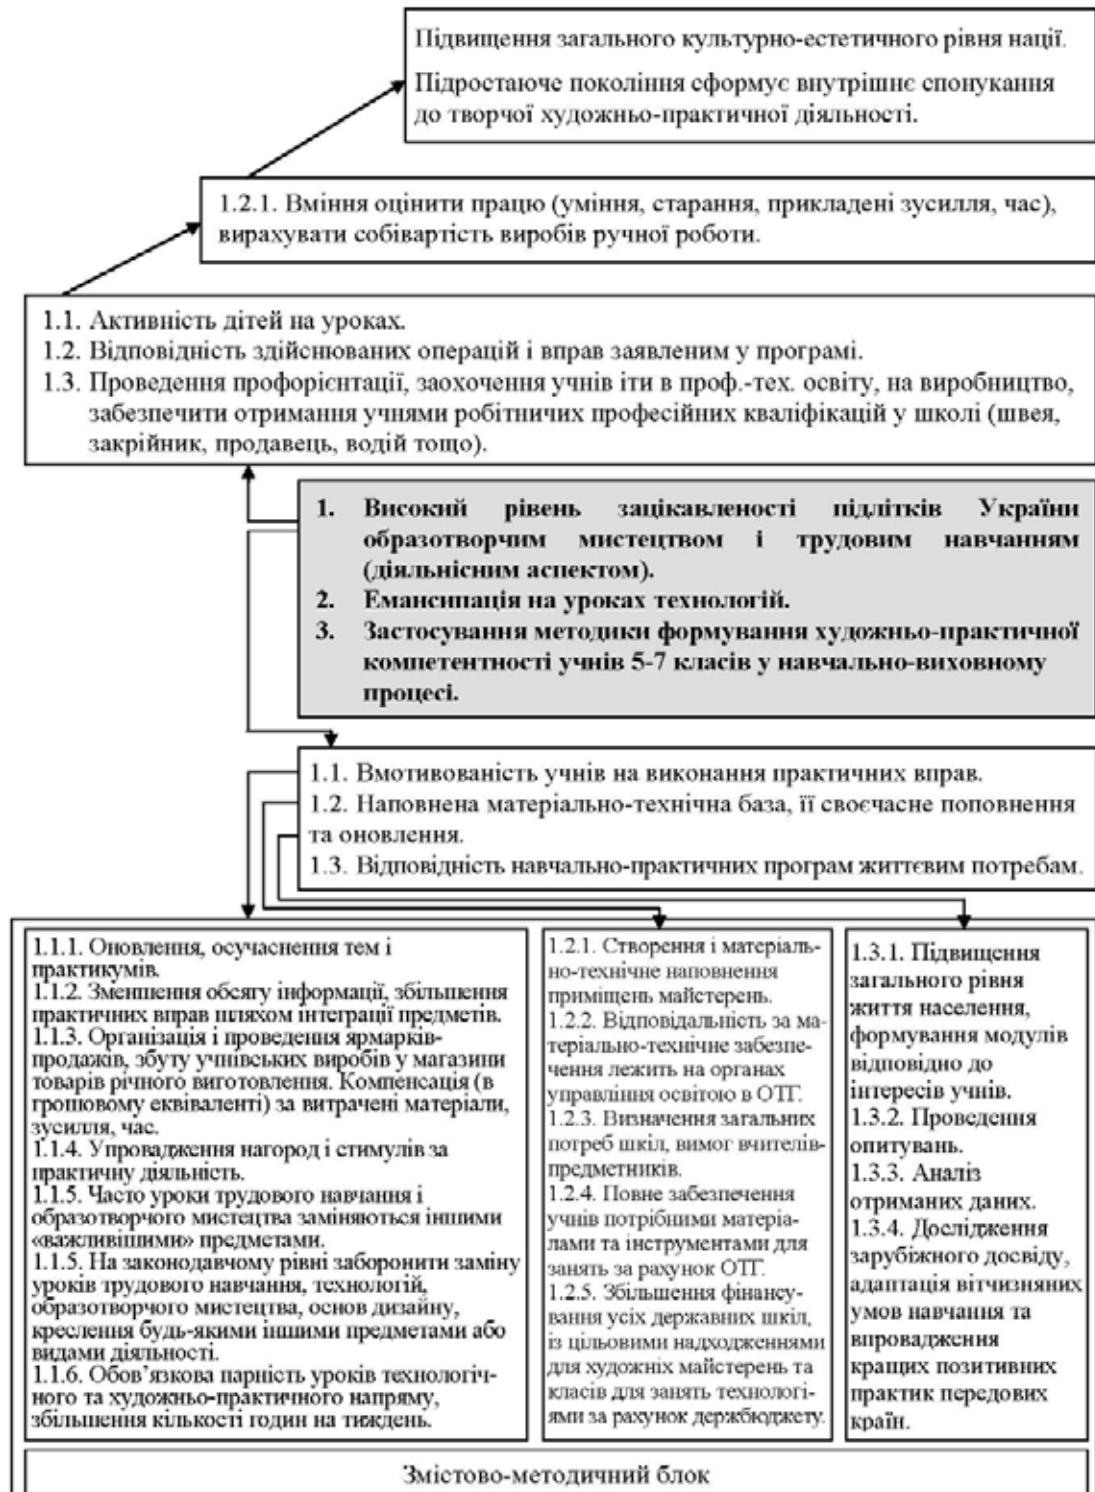 Підвищення загального культурно-естетичного рівня нації.
Підростаюче покоління сформує внутрішнє спонукання
до творчої художньо-практичної діяльності.
1.2.1. Вміння оцінити працю (уміння, старання, прикладені зусилля, час),
вирахувати собівартість виробів ручної роботи.
1.1. Активність дітей на уроках.
1.2. Відповідність здійснюваних операцій і вправ заявленим у програмі.
1.3. Проведення профорієнтації, заохочення учнів іти в проф.-тех. освіту, на виробництво,
забезпечити отримання учнями робітничих професійних кваліфікацій у школі (швея,
закрійник, продавець, водій тощо).
1. Високий рівень зацікавленості підлітків України
образотворчим мистецтвом і трудовим навчанням
(діяльнісним аспектом).
2. Емансипація на уроках технологій.
3. Застосування методики формування художньо-практичної
компетентності учнів 5-7 класів у навчально-виховному
процесі.
1.1. Вмотивованість учнів на виконання практичних вправ.
1.2. Наповнена матеріально-технічна база, її своєчасне поповнення
та оновлення.
1.3. Відповідність навчально-практичних програм життєвим потребам.
1.1.1. Оновлення, осучаснення тем і
практикумів.
1.1.2. Зменшення обсягу інформації, збільшення
практичних вправ шляхом інтеграції предметів.
1.1.3. Організація і проведення ярмарків-
продажів, збуту учнівських виробів у магазини
товарів річного виготовлення. Компенсація (в
грошовому еквіваленті) за витрачені матеріали,
зусилля, час.
1.1.4. Упровадження нагород і стимулів за
практичну діяльність.
1.1.5. Часто уроки трудового навчання і
образотворчого мистецтва заміняються іншими
«важливішими» предметами.
1.1.5. На законодавчому рівні заборонити заміну
уроків трудового навчання, технологій,
образотворчого мистецтва, основ дизайну,
креслення будь-якими іншими предметами або
видами діяльності.
1.1.6. Обов’язкова парність уроків технологіч-
ного та художньо-практичного напряму,
збільшення кількості годин на тиждень.
1.2.1. Створення і матеріаль-
но-технічне наповнення
приміщень майстерень.
1.2.2. Відповідальність за ма-
теріально-технічне забезпе-
чення лежить на органах
управління освітою в ОТГ.
1.2.3. Визначення загальних
потреб шкіл, вимог вчителів-
предметників.
1.2.4. Повне забезпечення
учнів потрібними матеріа-
лами та інструментами для
занять за рахунок ОТГ.
1.2.5. Збільшення фінансу-
вання усіх державних шкіл,
із цільовими надходженнями
для художніх майстерень та
класів для занять технологі-
ями за рахунок держбюджету.
1.3.1. Підвищення
загального рівня
життя населення,
формування модулів
відповідно до
інтересів учнів.
1.3.2. Проведення
опитувань.
1.3.3. Аналіз
отриманих даних.
1.3.4. Дослідження
зарубіжного досвіду,
адаптація вітчизняних
умов навчання та
впровадження
кращих позитивних
практик передових
країн.
Змістово-методичний блок